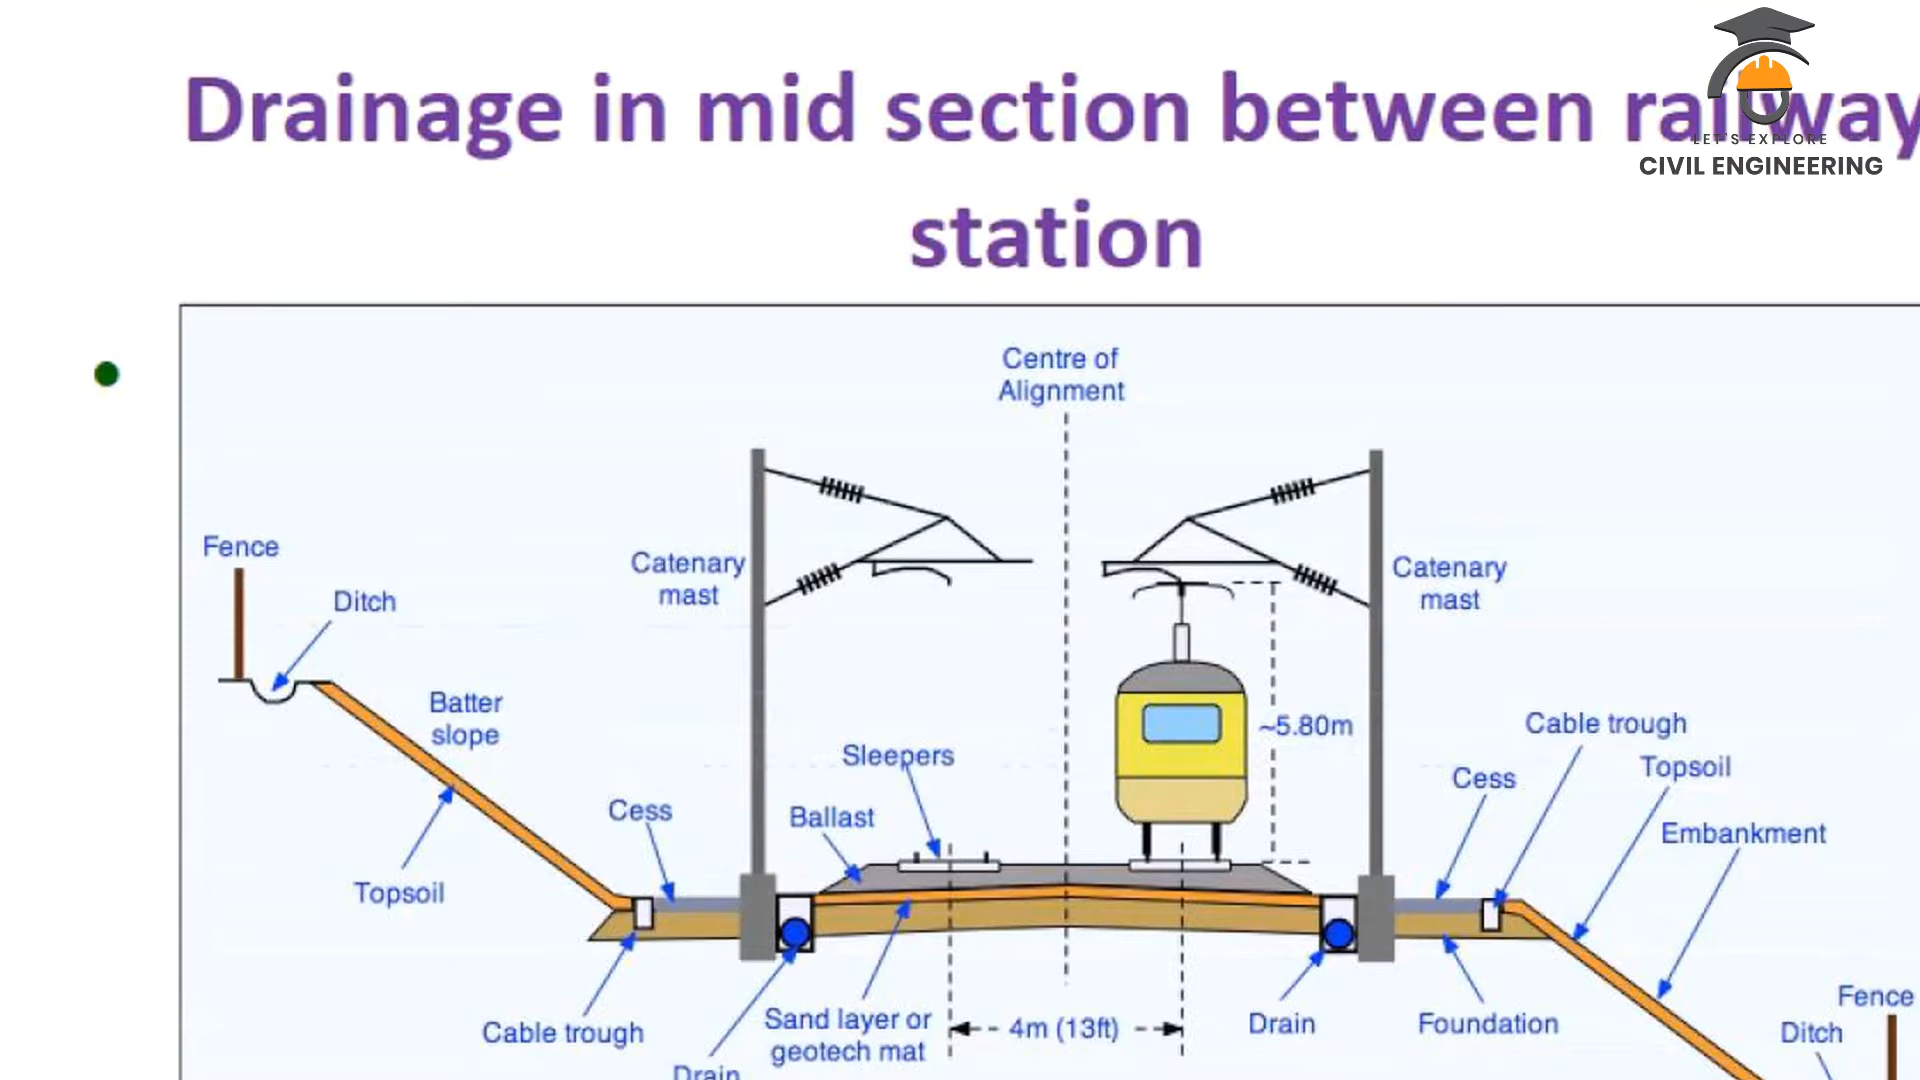 Drainage in mid section between railway
station
LET'S EXPLORE
CIVIL ENGINEERING
Centre of
Alignment
Fence
Ditch
Catenary
mast
Catenary
mast
Batter
slope
~5.80m
Cable trough
Sleepers
Topsoil
Cess
Cess
Ballast
Embankment
Topsoil
Fence
Cable trough
Sand layer or
geotech mat
4m (13ft)
Drain
Foundation
Ditch
Drain